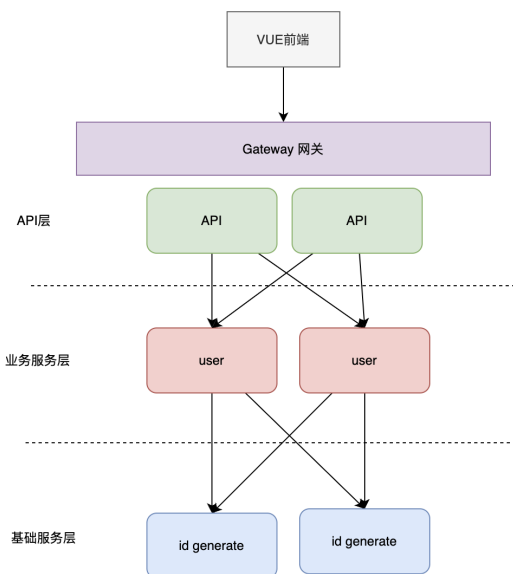 VUE前端
Gateway 网关
API层
API
API
业务服务层
user
user
基础服务层
id generate
id generate